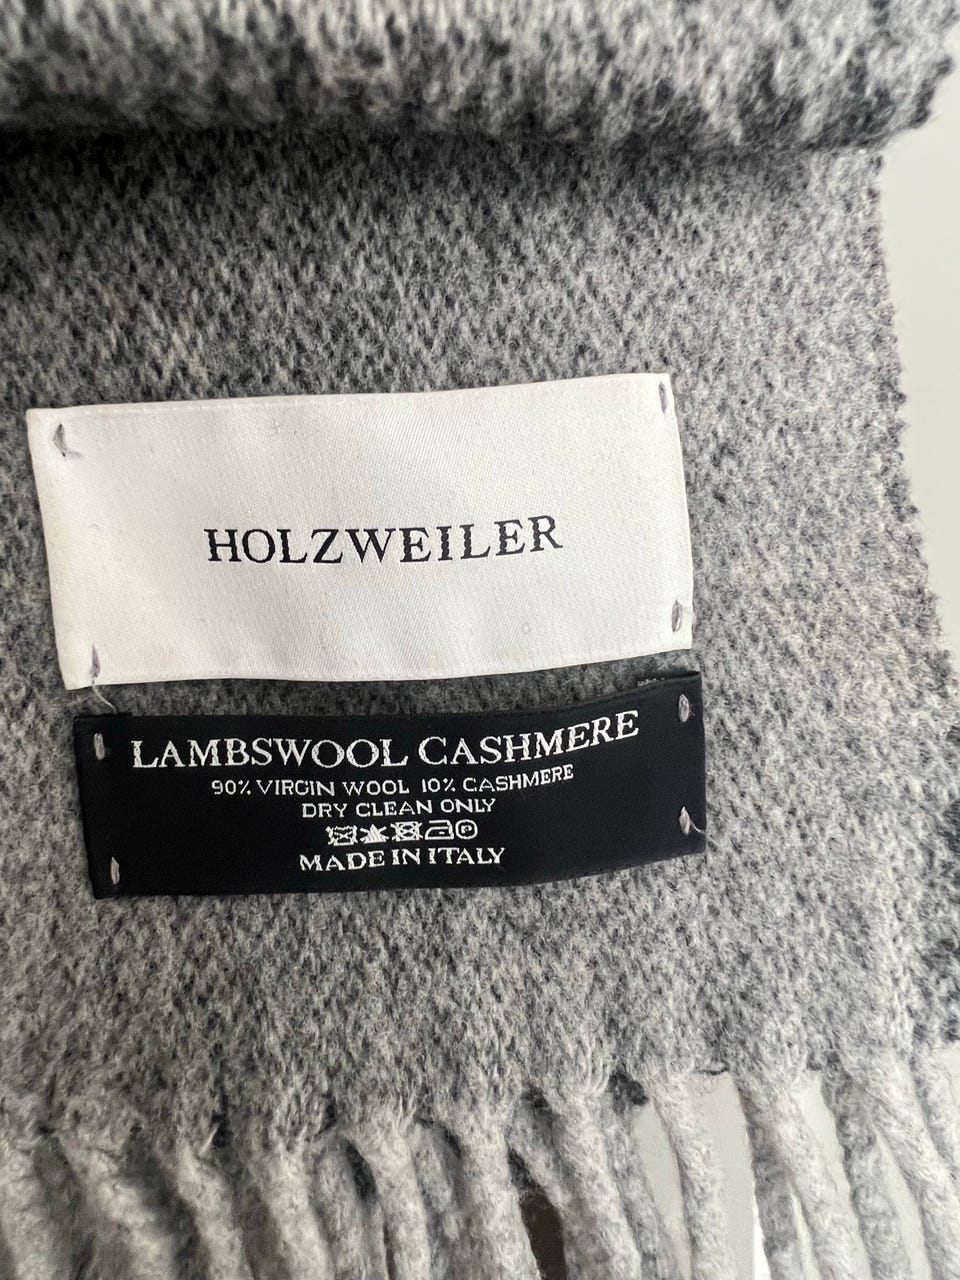 HOLZWEILER
LAMBSWOOL CASHMERE
90% VIRGIN WOOL 10% CASHMERE
DRY CLEAN ONLY
MADE IN ITALY